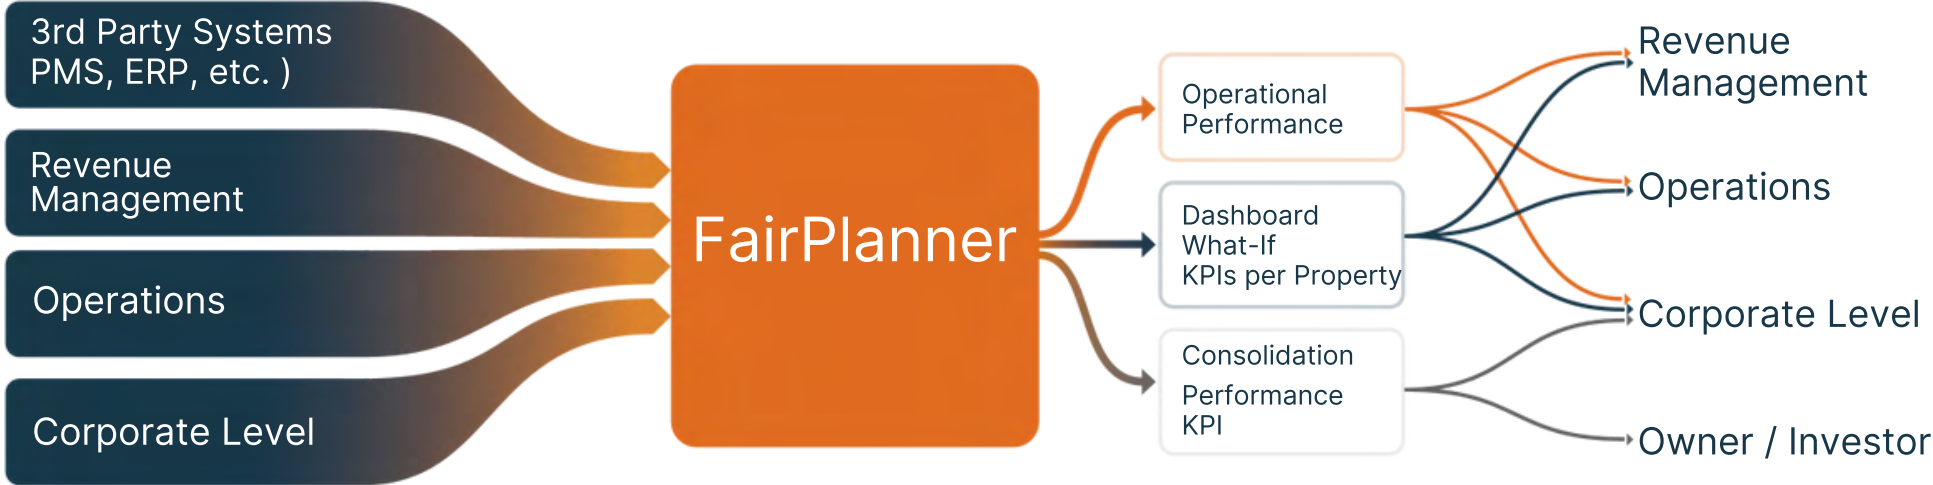 3rd Party Systems
PMS, ERP, etc. )
Revenue
Management
Operations
Corporate Level
FairPlanner
Operational
Performance
Dashboard
What-If
KPIs per Property
Consolidation
Performance
KPI
Revenue
Management
Operations
Corporate Level
Owner / Investor